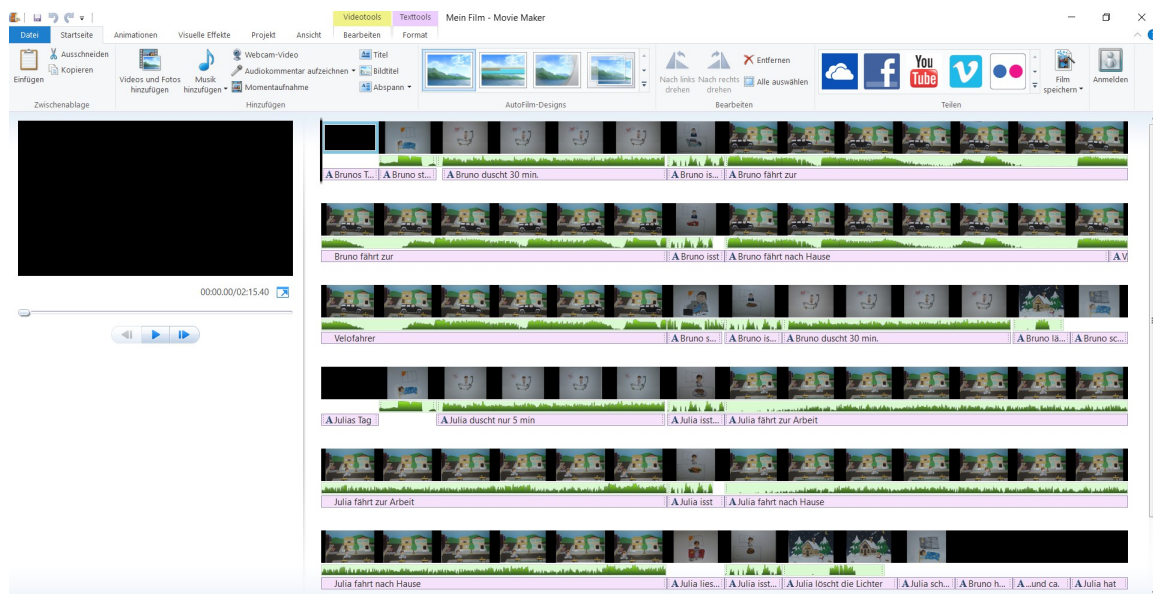 Videotools Texttools Mein Film - Movie Maker
Datei Startseite Animationen Visuelle Effekte Projekt Ansicht Bearbeiten Format
Einfügen
Ausschneiden
Kopieren
Zwischenablage
Videos und Fotos hinzufügen
Musik hinzufügen
Webcam-Video
Audiokommentar aufzeichnen
Momentaufnahme
Titel
Bildtitel
Abspann
Hinzufügen
AutoFilm-Designs
Nach links drehen
Nach rechts drehen
Entfernen
Alle auswählen
Bearbeiten
You Tube
Teilen
Film speichern
Anmelden
00:00.00/02:15.40
A Brunos T... A Bruno st... A Bruno duscht 30 min. A Bruno is... A Bruno fährt zur
Bruno fährt zur A Bruno isst A Bruno fährt nach Hause A V
Velofahrer A Bruno s... A Bruno is... A Bruno duscht 30 min. A Bruno lä... A Bruno sc...
A Julias Tag A Julia duscht nur 5 min A Julia isst... A Julia fährt zur Arbeit
Julia fährt zur Arbeit A Julia isst A Julia fahrt nach Hause
Julia fahrt nach Hause A Julia lies... A Julia isst... A Julia löscht die Lichter A Julia sch... A Bruno h... A ...und ca. A Julia hat